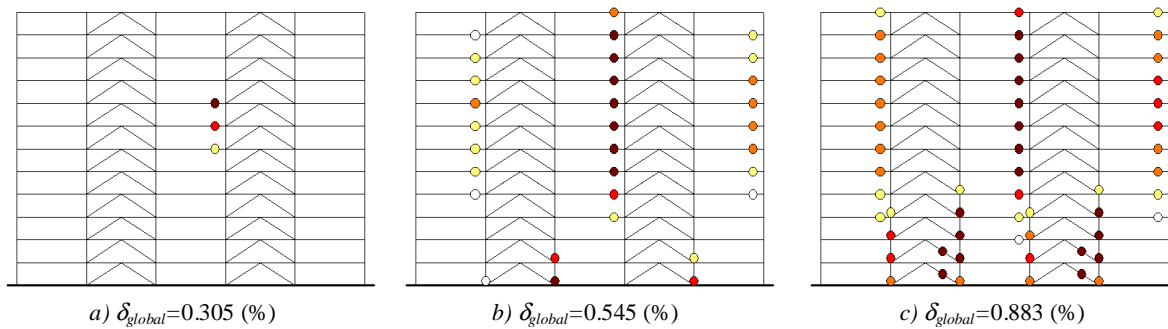 a) δglobal=0.305 (%)
b) δglobal=0.545 (%)
c) δglobal=0.883 (%)